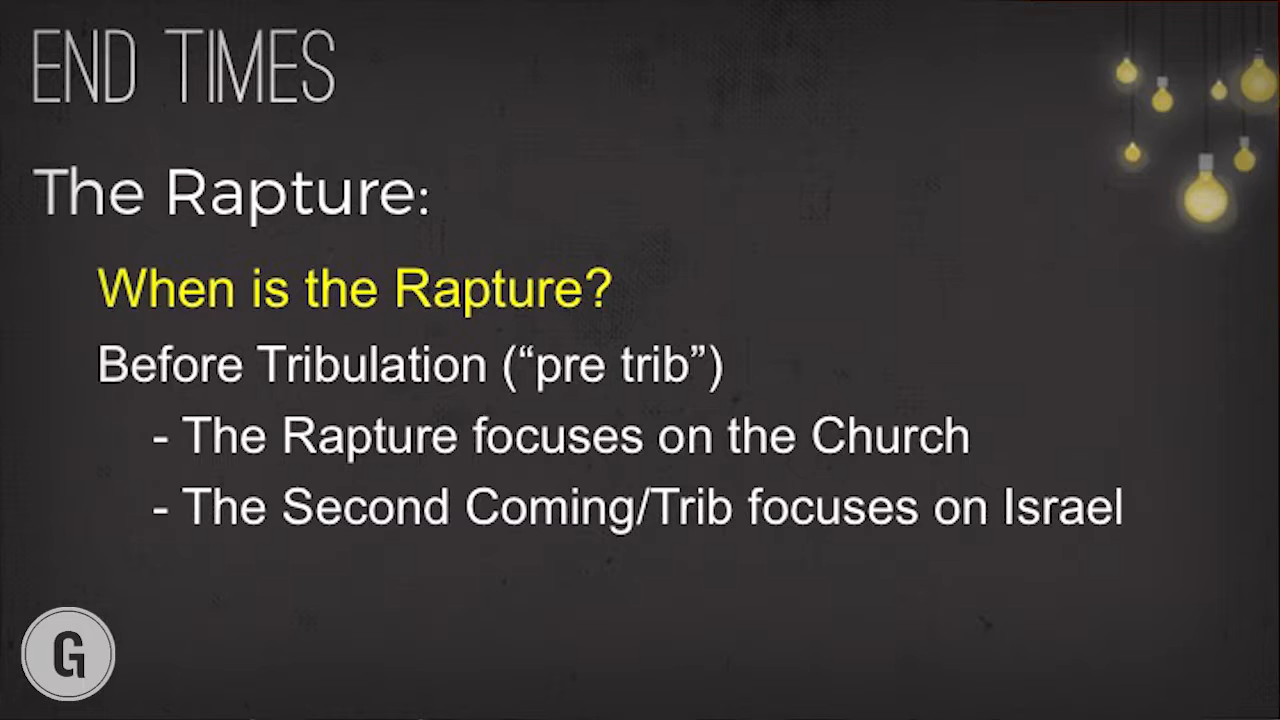 END TIMES
The Rapture:
When is the Rapture?
Before Tribulation (“pre trib”)
- The Rapture focuses on the Church
- The Second Coming/Trib focuses on Israel
G